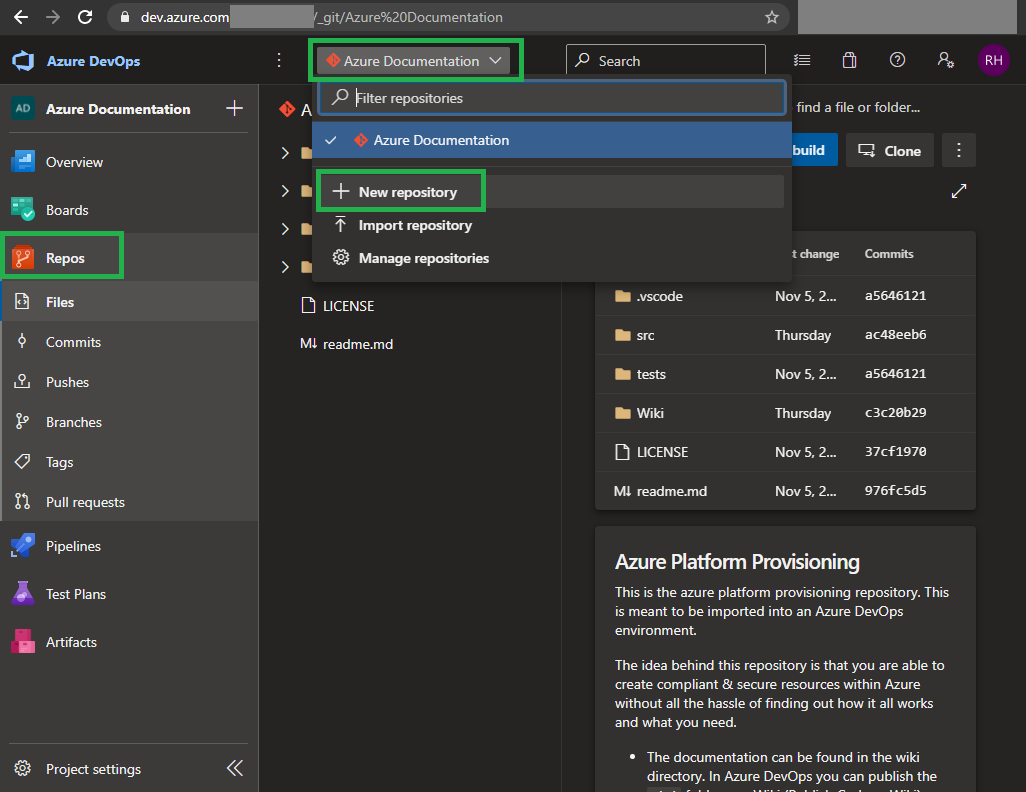 dev.azure.com
/_git/Azure%20Documentation
Azure DevOps
Azure Documentation
Search
RH
AD
Azure Documentation
Overview
Boards
Repos
Files
Commits
Pushes
Branches
Tags
Pull requests
Pipelines
Test Plans
Artifacts
Project settings
A
Filter repositories
Azure Documentation
New repository
Import repository
Manage repositories
LICENSE
M↓ readme.md
find a file or folder...
build
Clone
t change Commits
.vscode Nov 5, 2... a5646121
src Thursday ac48eeb6
tests Nov 5, 2... a5646121
Wiki Thursday c3c20b29
LICENSE Nov 5, 2... 37cf1970
M↓ readme.md Nov 5, 2... 976fc5d5
Azure Platform Provisioning
This is the azure platform provisioning repository. This
is meant to be imported into an Azure DevOps
environment.
The idea behind this repository is that you are able to
create compliant & secure resources within Azure
without all the hassle of finding out how it all works
and what you need.
• The documentation can be found in the wiki
directory. In Azure DevOps you can publish the